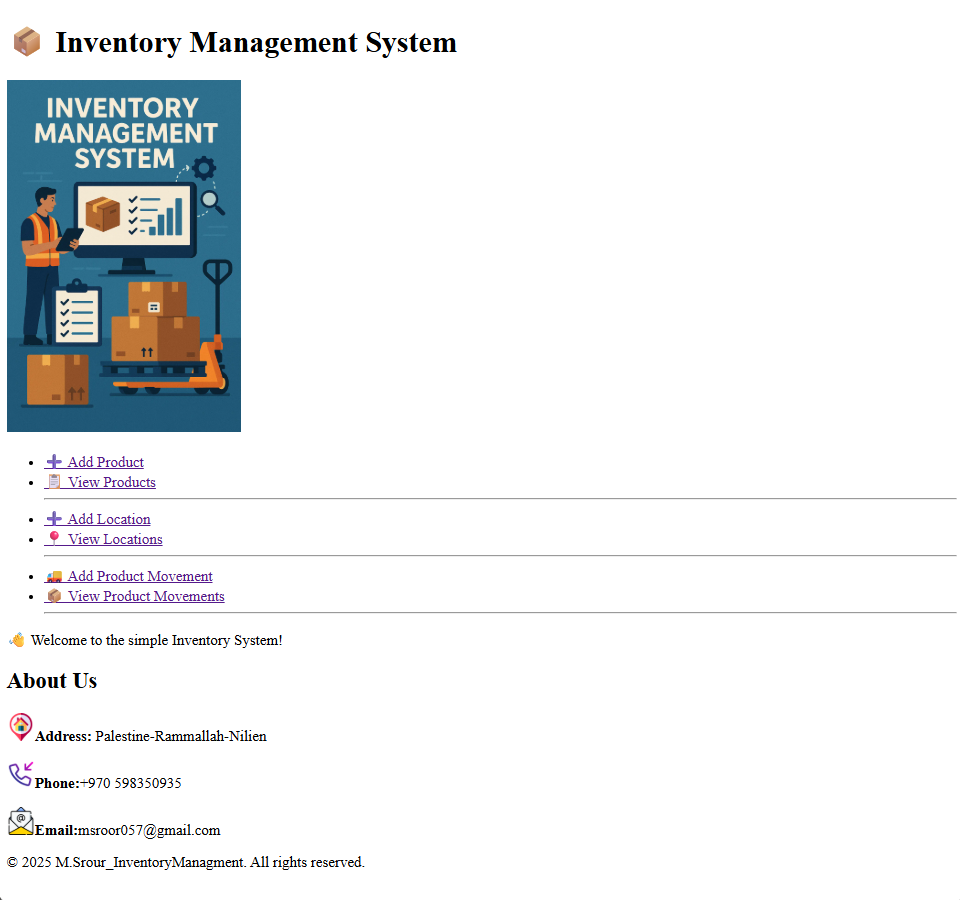 📦 Inventory Management System
INVENTORY
MANAGEMENT
SYSTEM
➕ Add Product
📋 View Products
➕ Add Location
📍 View Locations
🚚 Add Product Movement
📦 View Product Movements
👋 Welcome to the simple Inventory System!
About Us
Address: Palestine-Rammallah-Nilien
Phone:+970 598350935
Email:msroor057@gmail.com
© 2025 M.Srour_InventoryManagment. All rights reserved.